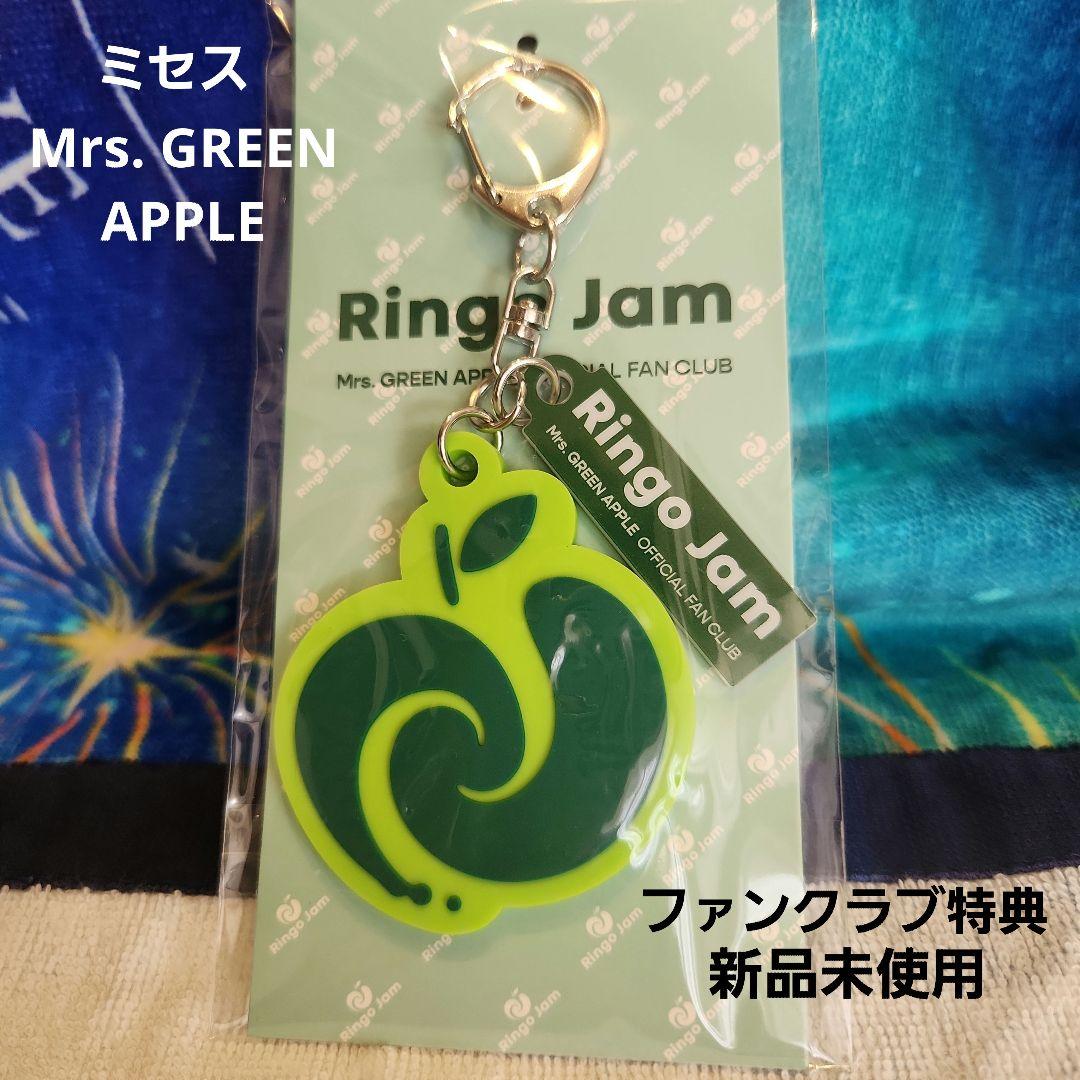 ミセス
Mrs. GREEN
APPLE
Ringo Jam
Mrs. GREEN APPLE OFFICIAL FAN CLUB
Ringo Jam
Mrs. GREEN APPLE OFFICIAL FAN CLUB
ファンクラブ特典
新品未使用